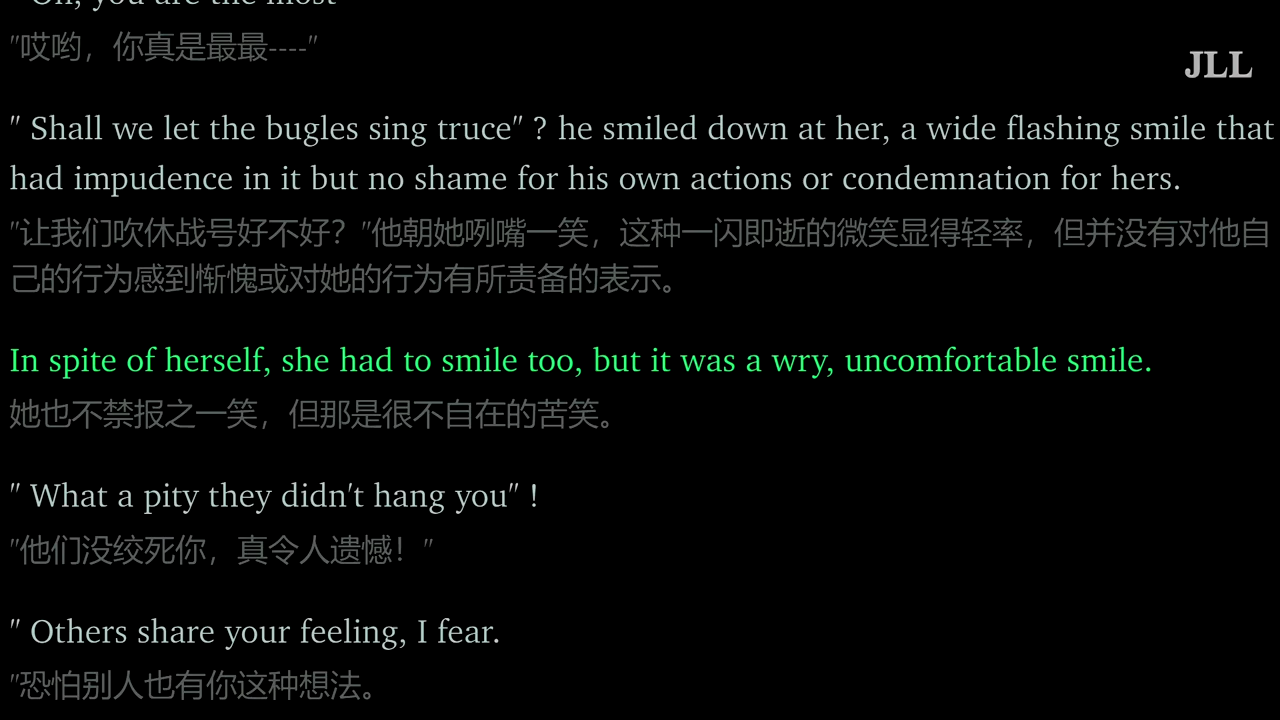 " Oh, you are the most
"哎哟，你真是最最----"
JLL
" Shall we let the bugles sing truce" ? he smiled down at her, a wide flashing smile that
had impudence in it but no shame for his own actions or condemnation for hers.
"让我们吹休战号好不好？"他朝她咧嘴一笑，这种一闪即逝的微笑显得轻率，但并没有对他自
己的行为感到惭愧或对她的行为有所责备的表示。
In spite of herself, she had to smile too, but it was a wry, uncomfortable smile.
她也不禁报之一笑，但那是很不自在的苦笑。
" What a pity they didn't hang you" !
"他们没绞死你，真令人遗憾！"
" Others share your feeling, I fear.
"恐怕别人也有你这种想法。